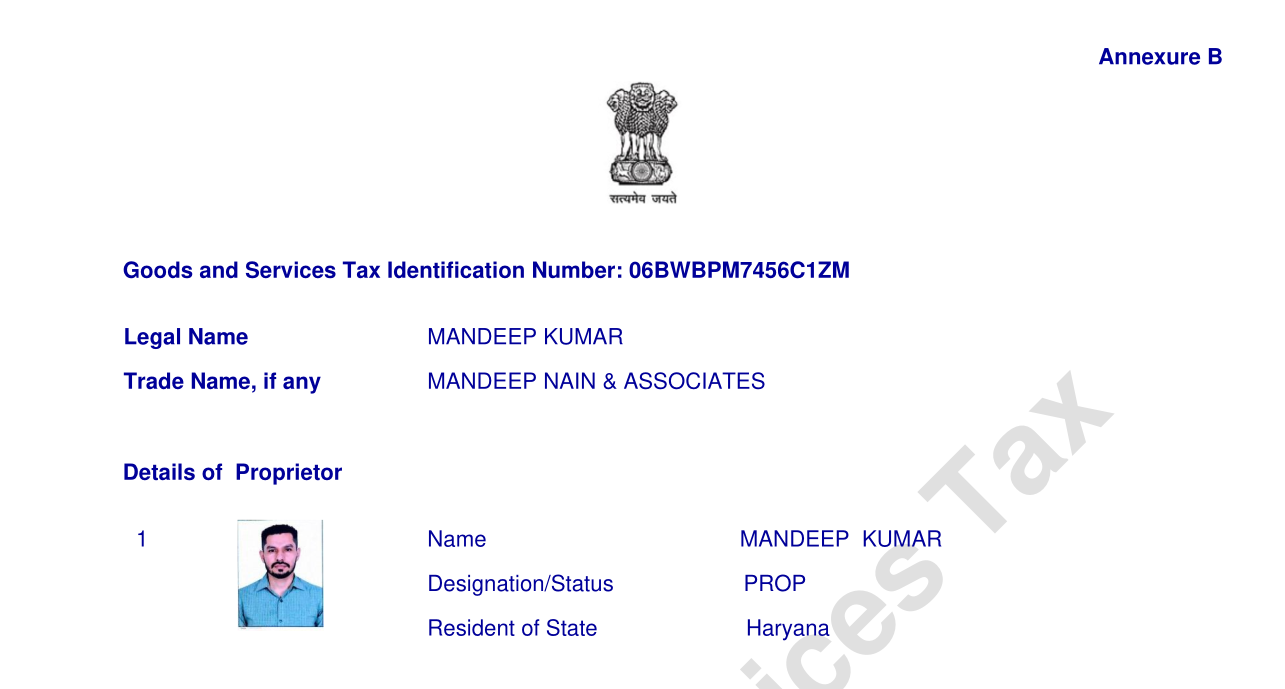 Annexure B
सत्यमेव जयते
Goods and Services Tax Identification Number: 06BWBPM7456C1ZM
Legal Name MANDEEP KUMAR
Trade Name, if any MANDEEP NAIN & ASSOCIATES
Details of Proprietor
1 Name MANDEEP KUMAR
Designation/Status PROP
Resident of State Haryana
ices Tax